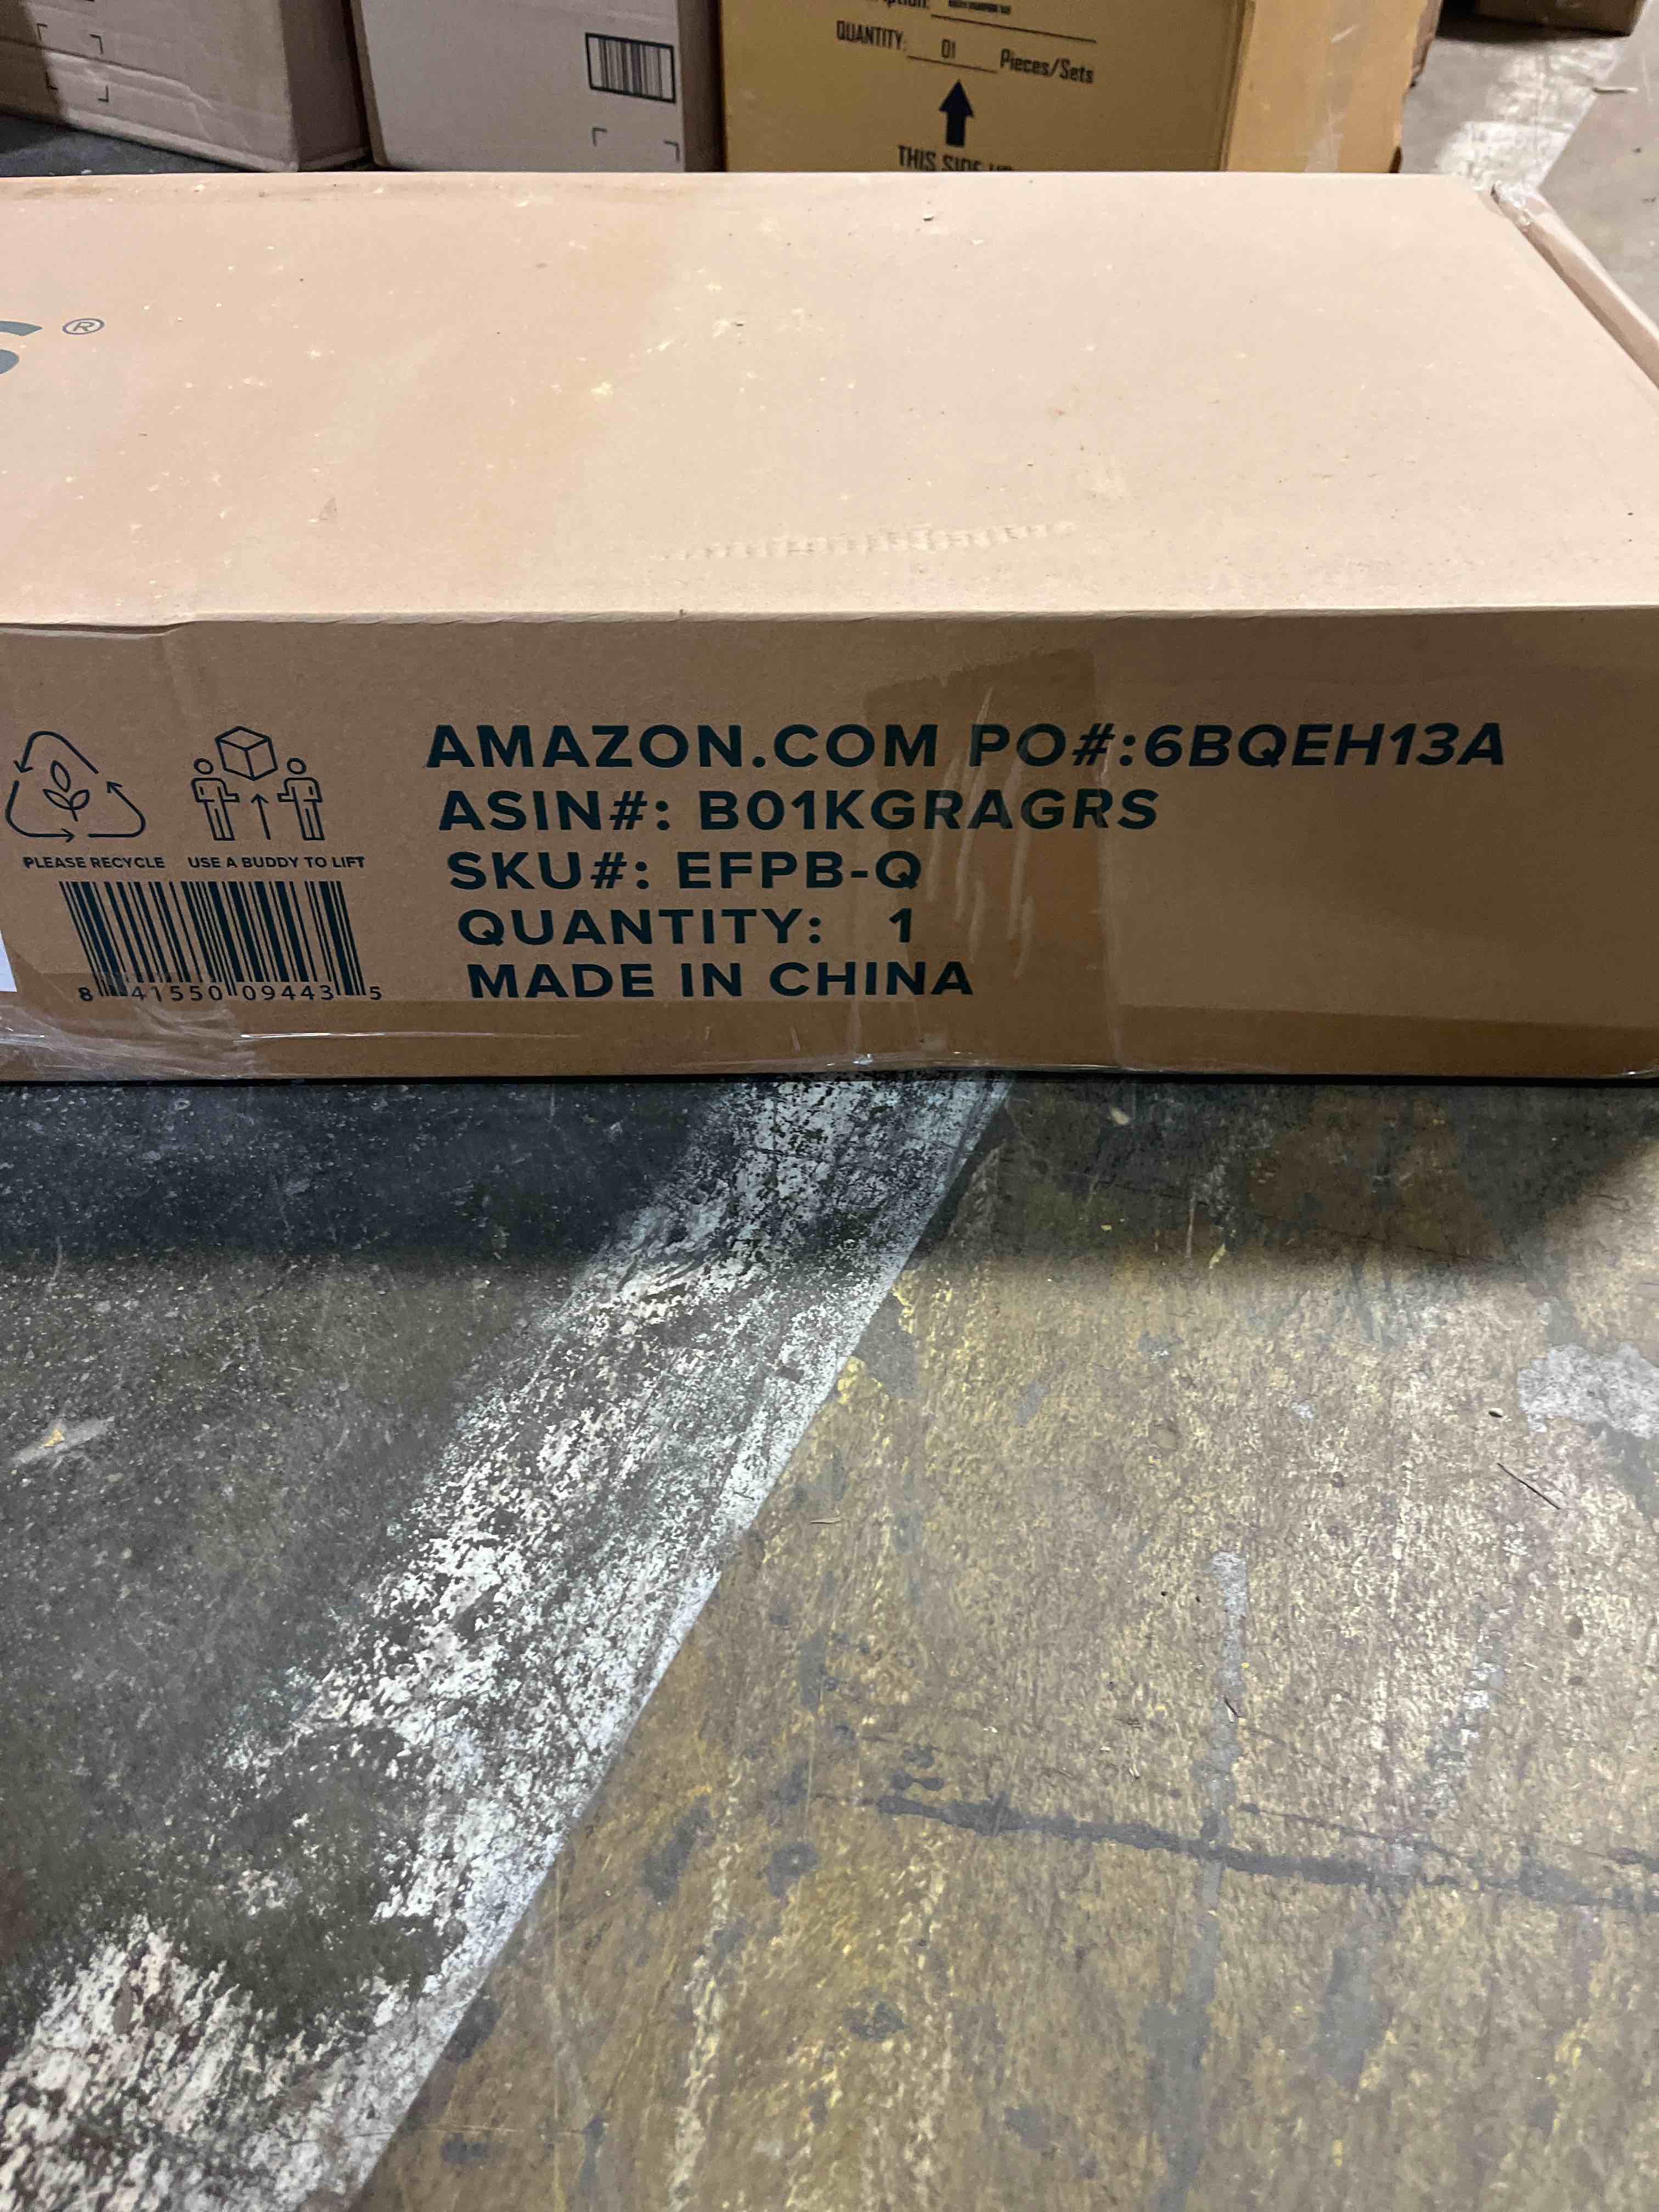 QUANTITY: 01 Pieces/Sets
THIS SIDE
S®
AMAZON.COM PO#:6BQEH13A
ASIN#: B01KGRAGRS
SKU#: EFPB-Q
QUANTITY: 1
MADE IN CHINA
PLEASE RECYCLE
USE A BUDDY TO LIFT
8 41550 09443 5